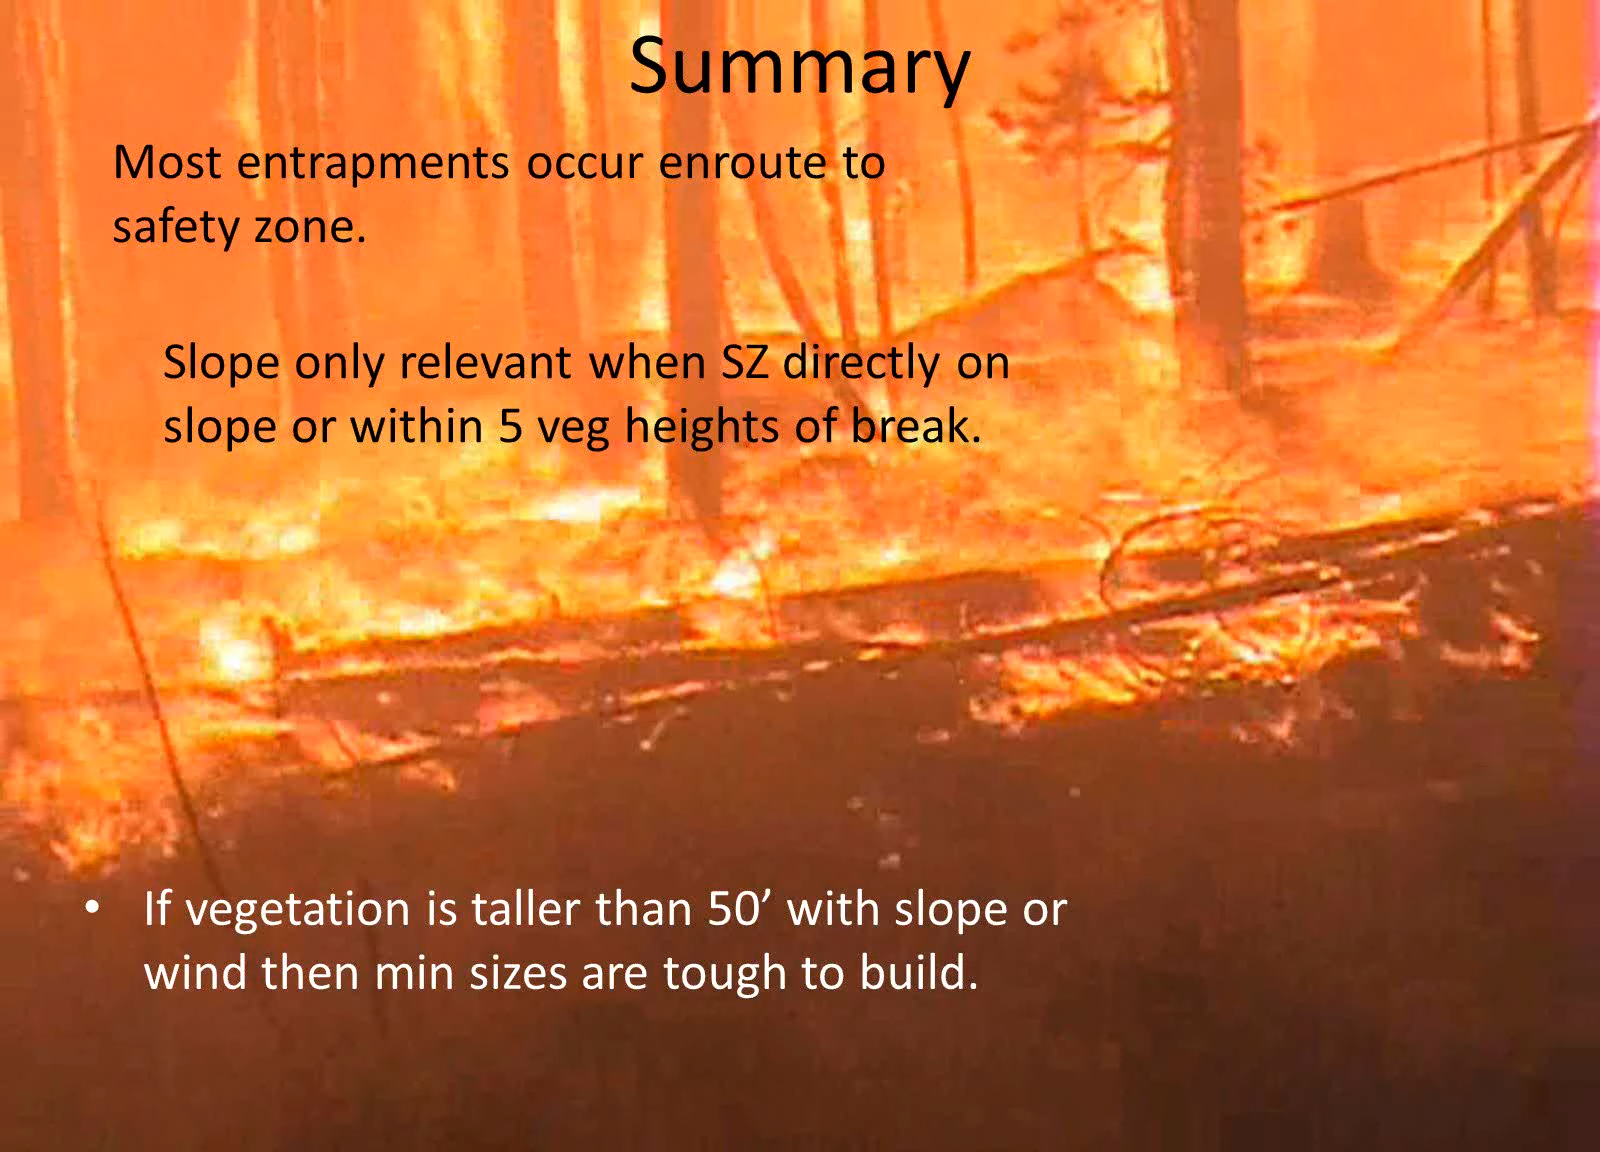 Summary
Most entrapments occur enroute to
safety zone.
Slope only relevant when SZ directly on
slope or within 5 veg heights of break.
• If vegetation is taller than 50’ with slope or
wind then min sizes are tough to build.